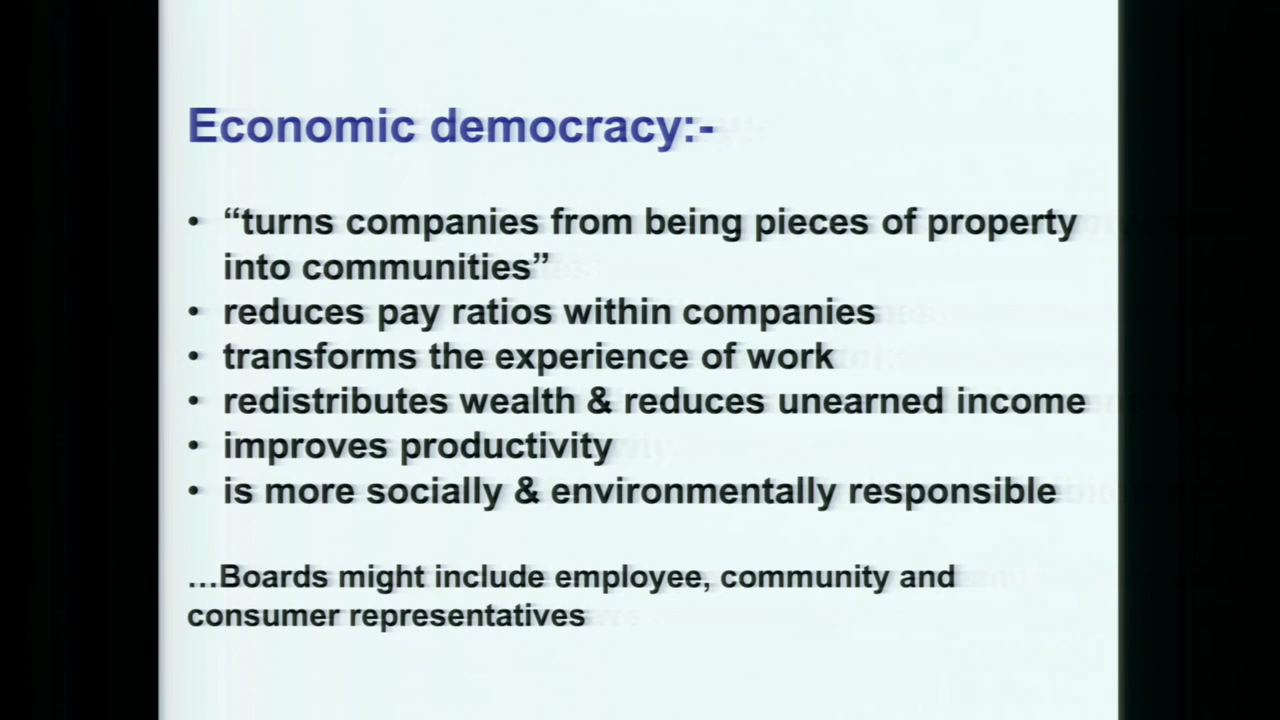 Economic democracy:-
• “turns companies from being pieces of property
into communities”
• reduces pay ratios within companies
• transforms the experience of work
• redistributes wealth & reduces unearned income
• improves productivity
• is more socially & environmentally responsible
…Boards might include employee, community and
consumer representatives